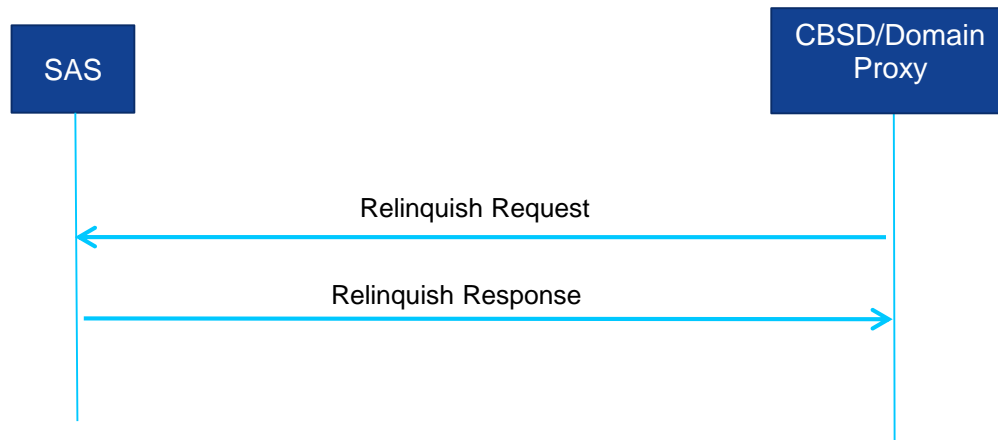 SAS
CBSD/Domain
Proxy
Relinquish Request
Relinquish Response